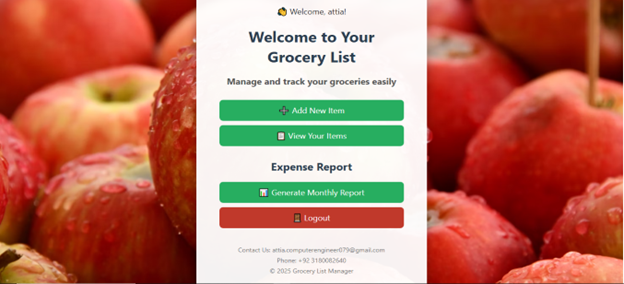 👋 Welcome, attia!
Welcome to Your
Grocery List
Manage and track your groceries easily
➕ Add New Item
📋 View Your Items
Expense Report
📊 Generate Monthly Report
🚪 Logout
Contact Us: attia.computerengineer079@gmail.com
Phone: +92 3180082640
© 2025 Grocery List Manager